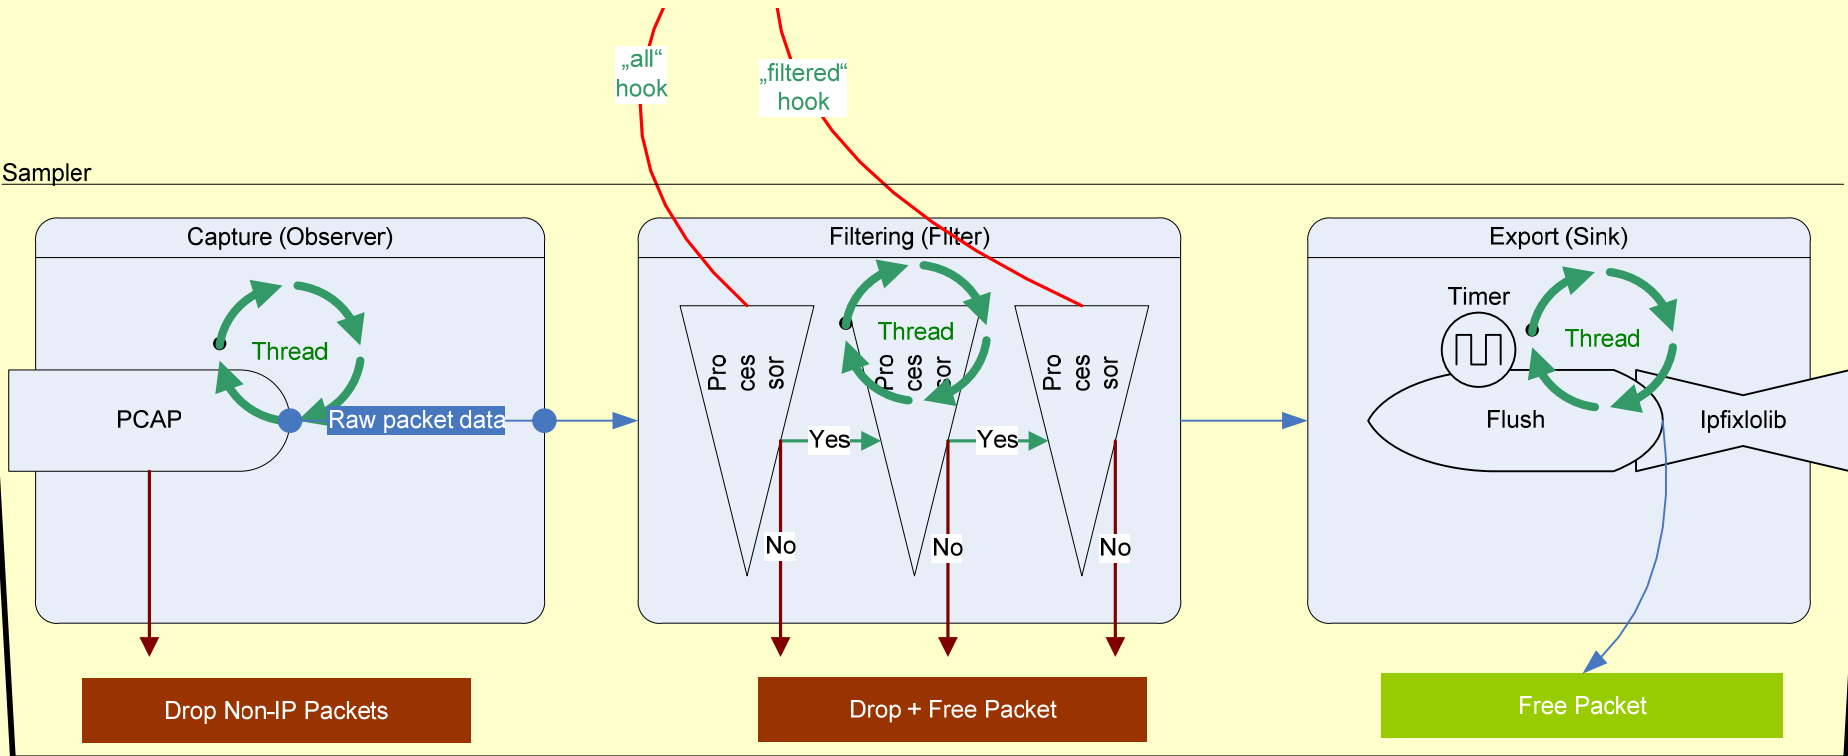 „all“
hook
„filtered“
hook
Sampler
Capture (Observer)
Filtering (Filter)
Export (Sink)
Timer
Thread
Thread
Thread
Pro
ces
sor
Pro
ces
sor
Pro
ces
sor
PCAP
Raw packet data
Yes
Yes
Flush
Ipfixlolib
No
No
No
Drop Non-IP Packets
Drop + Free Packet
Free Packet